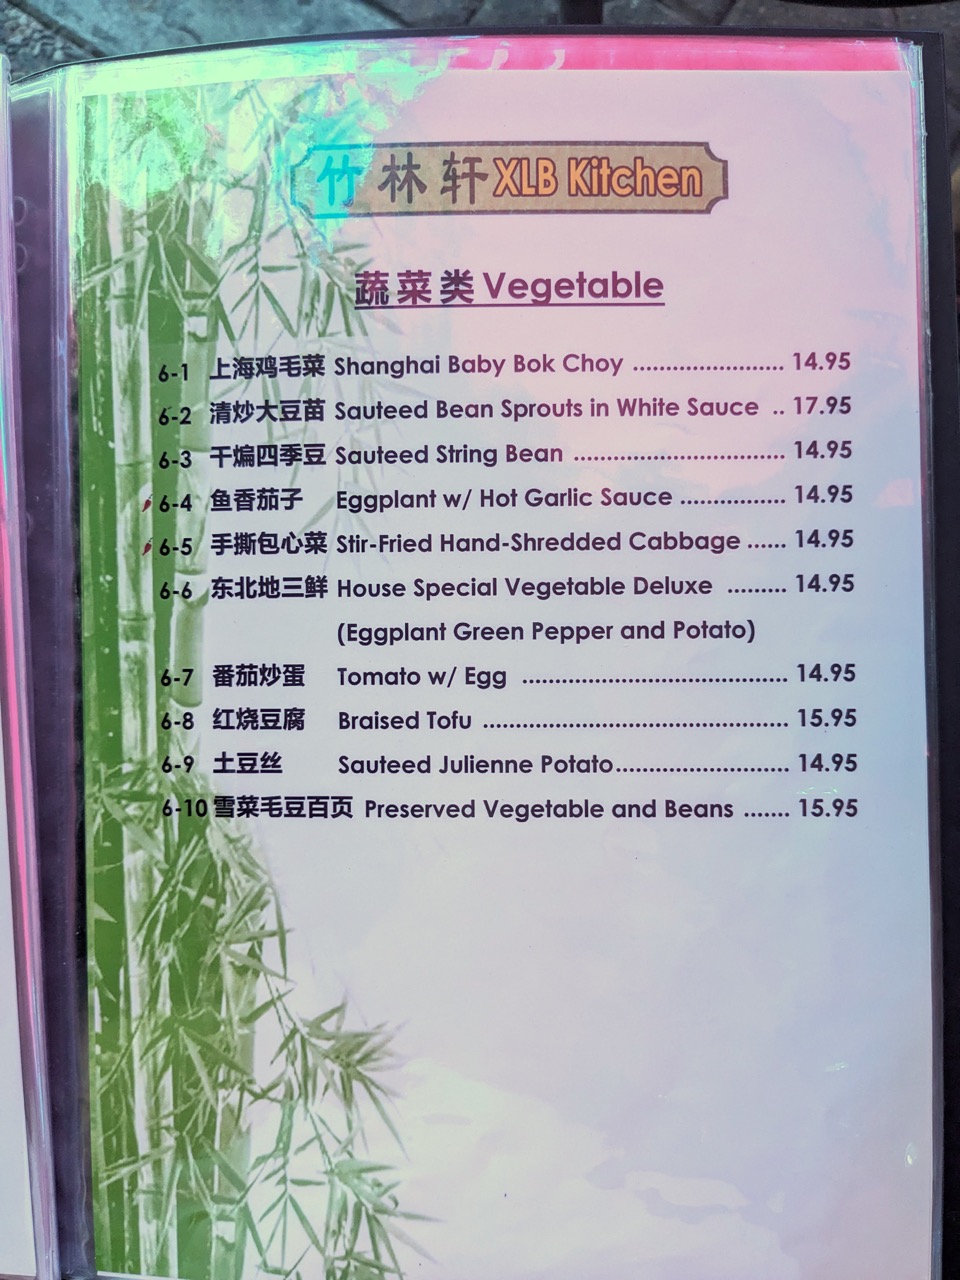 竹林轩 XLB Kitchen
蔬菜类 Vegetable
6-1 上海鸡毛菜 Shanghai Baby Bok Choy ...................... 14.95
6-2 清炒大豆苗 Sauteed Bean Sprouts in White Sauce .. 17.95
6-3 干煸四季豆 Sauteed String Bean ............................... 14.95
6-4 鱼香茄子 Eggplant w/ Hot Garlic Sauce ................ 14.95
6-5 手撕包心菜 Stir-Fried Hand-Shredded Cabbage ...... 14.95
6-6 东北地三鲜 House Special Vegetable Deluxe ......... 14.95
(Eggplant Green Pepper and Potato)
6-7 番茄炒蛋 Tomato w/ Egg ....................................... 14.95
6-8 红烧豆腐 Braised Tofu ............................................. 15.95
6-9 土豆丝 Sauteed Julienne Potato.......................... 14.95
6-10 雪菜毛豆百页 Preserved Vegetable and Beans ....... 15.95